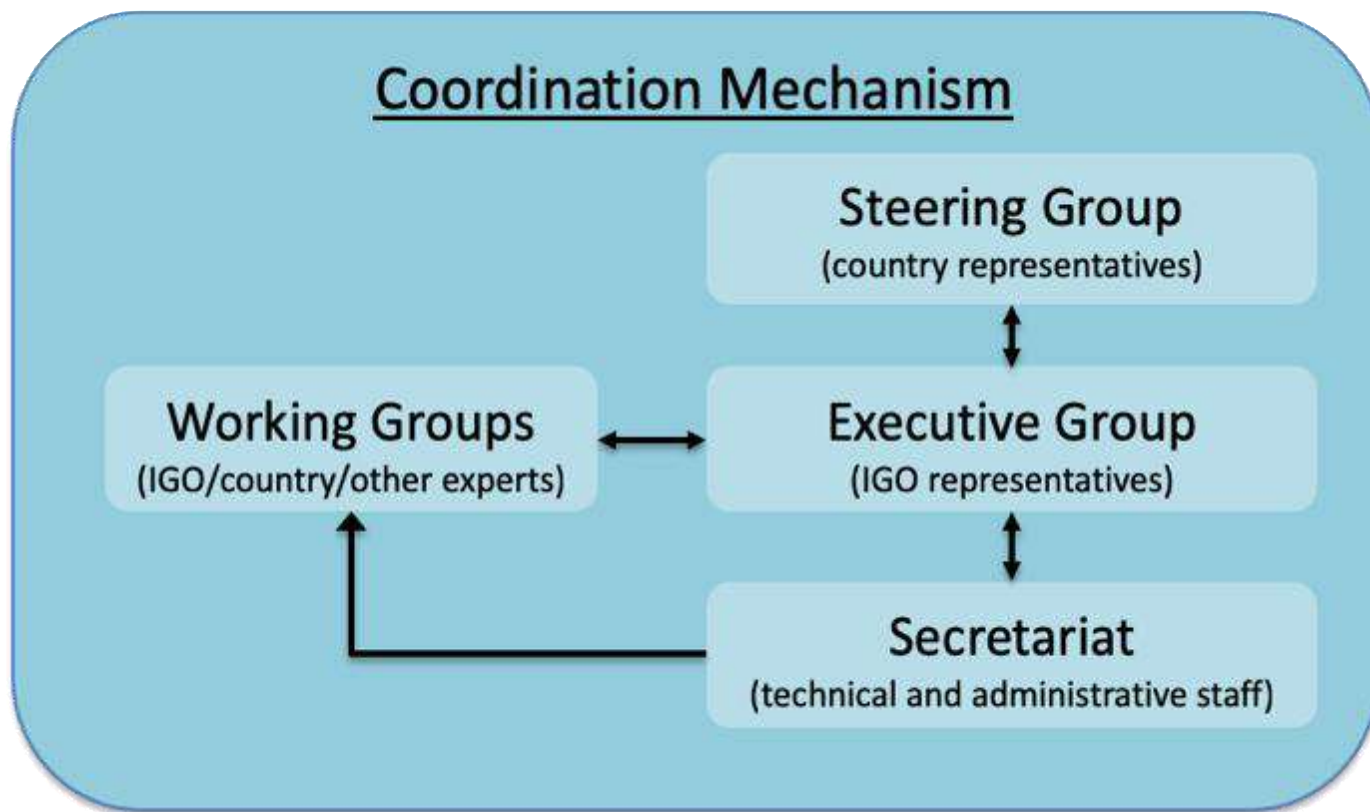 Coordination Mechanism
Steering Group
(country representatives)
Working Groups
(IGO/country/other experts)
Executive Group
(IGO representatives)
Secretariat
(technical and administrative staff)